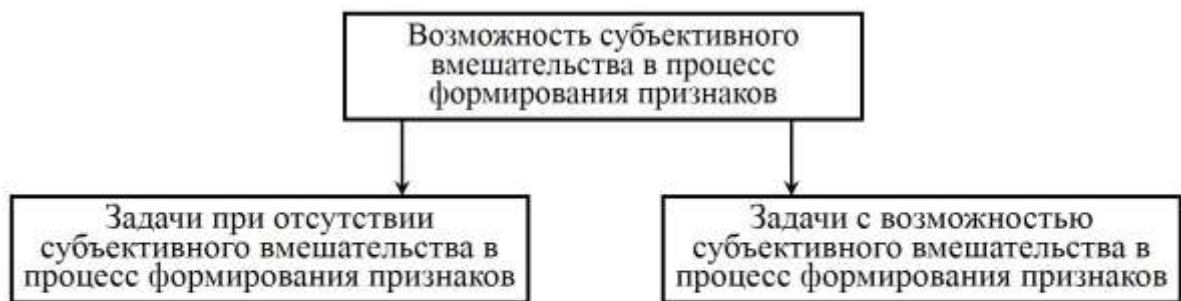 Возможность субъективного
вмешательства в процесс
формирования признаков
Задачи при отсутствии
субъективного вмешательства в
процесс формирования признаков
Задачи с возможностью
субъективного вмешательства в
процесс формирования признаков